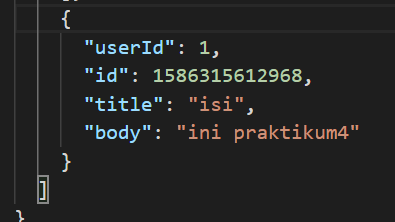 {
"userId": 1,
"id": 1586315612968,
"title": "isi",
"body": "ini praktikum4"
}
]
}